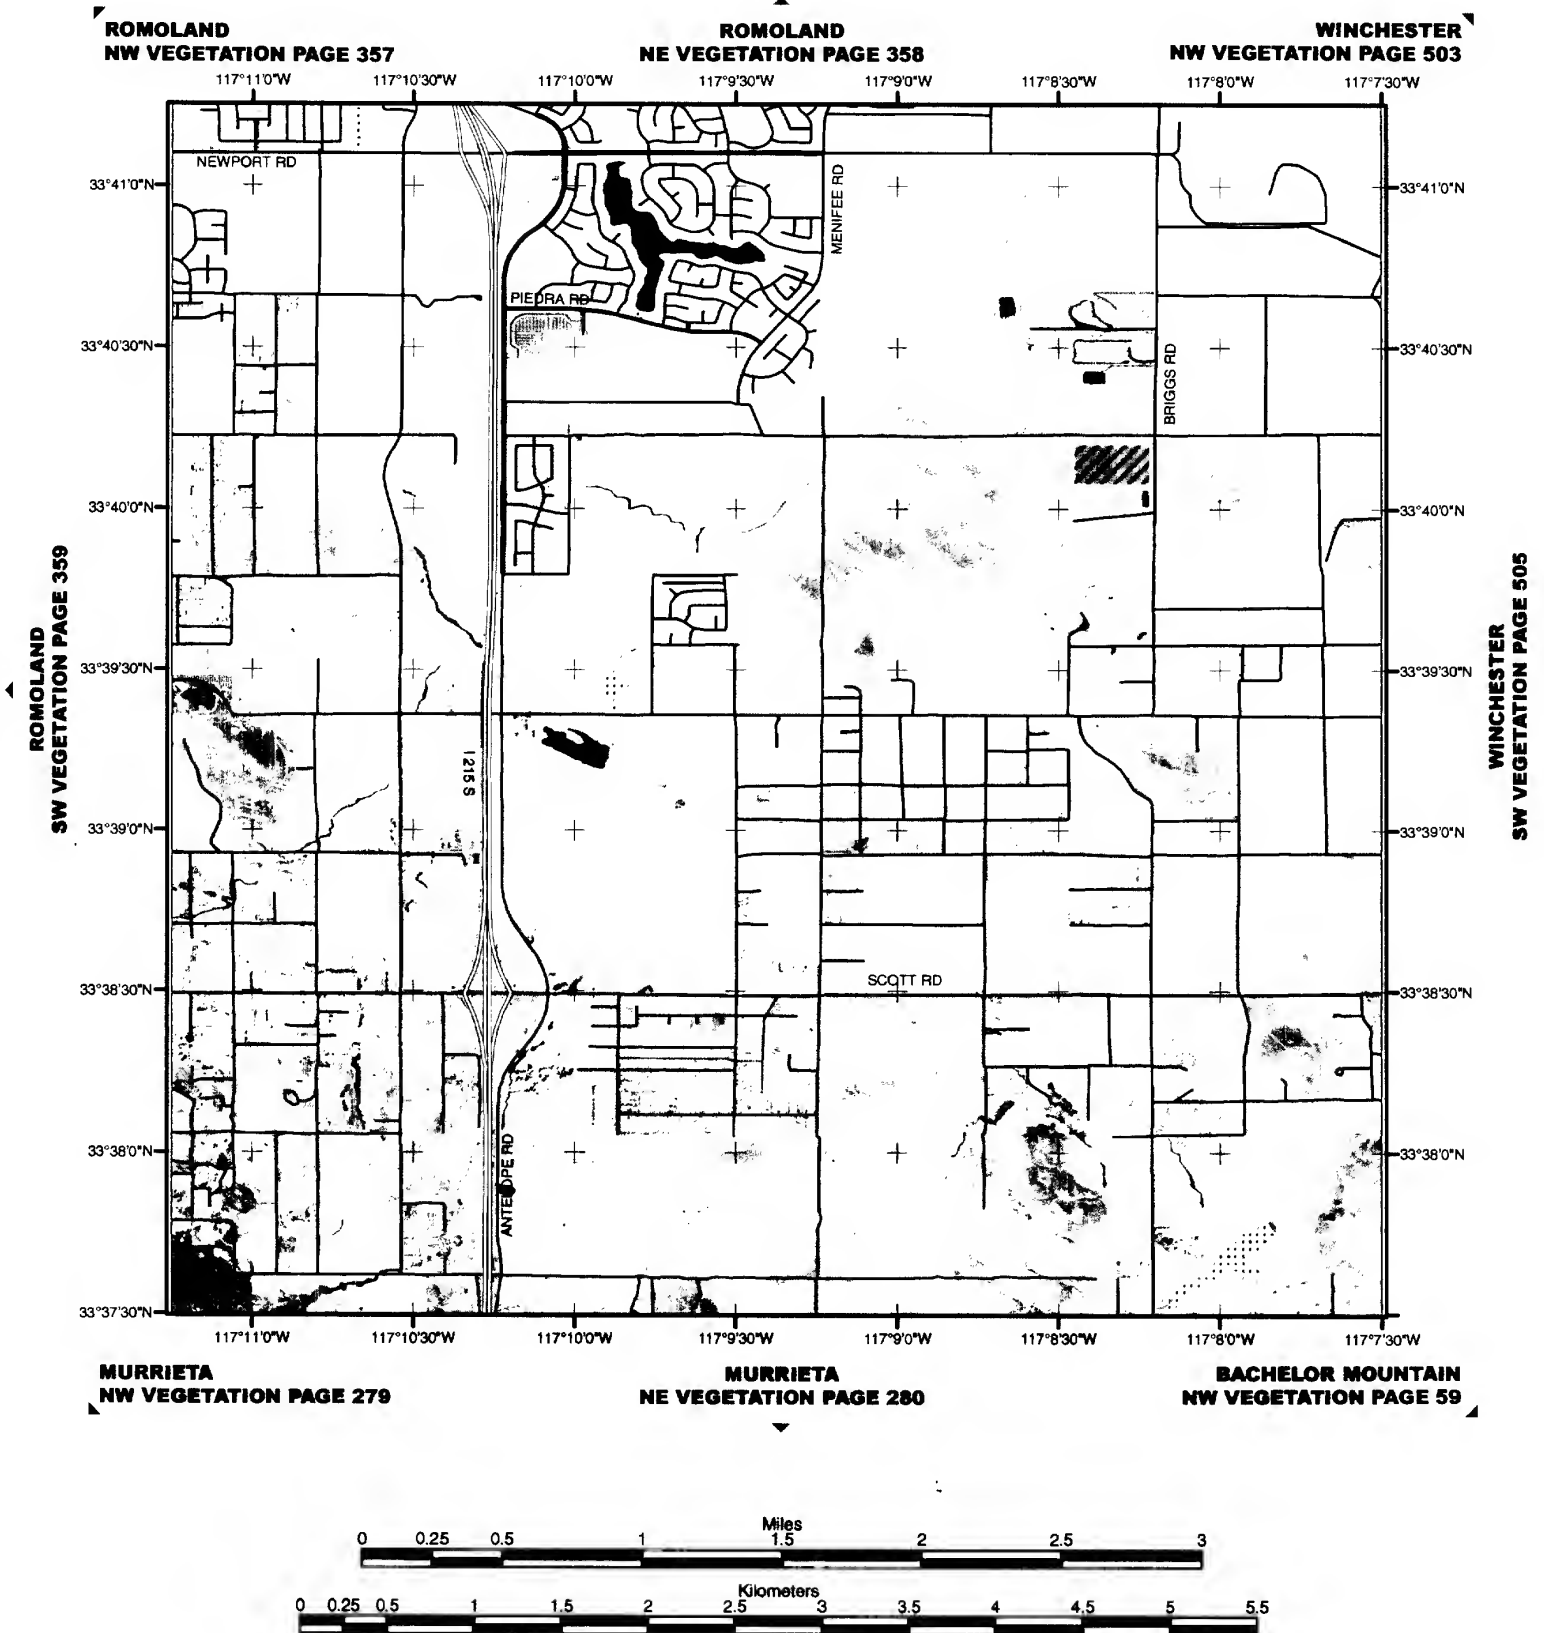 ROMOLAND
NW VEGETATION PAGE 357
ROMOLAND
NE VEGETATION PAGE 358
WINCHESTER
NW VEGETATION PAGE 503
117°11'0"W 117°10'30"W 117°10'0"W 117°9'30"W 117°9'0"W 117°8'30"W 117°8'0"W 117°7'30"W
NEWPORT RD
MENIFEE RD
33°41'0"N 33°41'0"N
PIEDRA RD
33°40'30"N 33°40'30"N
BRIGGS RD
33°40'0"N 33°40'0"N
ROMOLAND
SW VEGETATION PAGE 359
WINCHESTER
SW VEGETATION PAGE 505
33°39'30"N 33°39'30"N
I 215 S
33°39'0"N 33°39'0"N
SCOTT RD
33°38'30"N 33°38'30"N
33°38'0"N 33°38'0"N
ANTELOPE RD
33°37'30"N
117°11'0"W 117°10'30"W 117°10'0"W 117°9'30"W 117°9'0"W 117°8'30"W 117°8'0"W 117°7'30"W
MURRIETA
NW VEGETATION PAGE 279
MURRIETA
NE VEGETATION PAGE 280
BACHELOR MOUNTAIN
NW VEGETATION PAGE 59
Miles
0 0.25 0.5 1 1.5 2 2.5 3
Kilometers
0 0.25 0.5 1 1.5 2 2.5 3 3.5 4 4.5 5 5.5